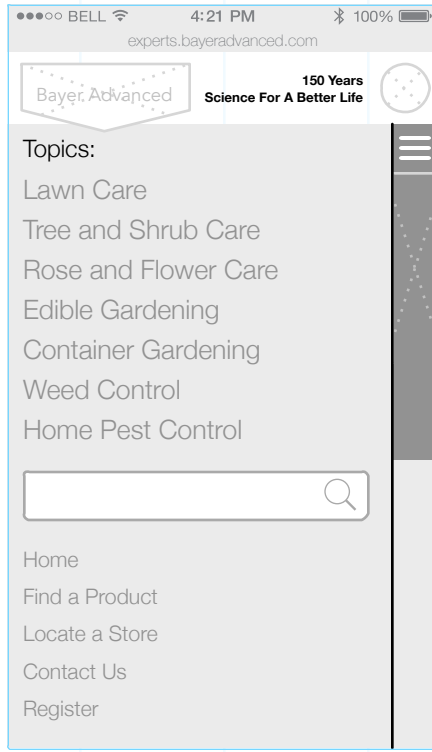 BELL 4:21 PM 100%
experts.bayeradvanced.com
Bayer Advanced
150 Years
Science For A Better Life
Topics:
Lawn Care
Tree and Shrub Care
Rose and Flower Care
Edible Gardening
Container Gardening
Weed Control
Home Pest Control
Home
Find a Product
Locate a Store
Contact Us
Register